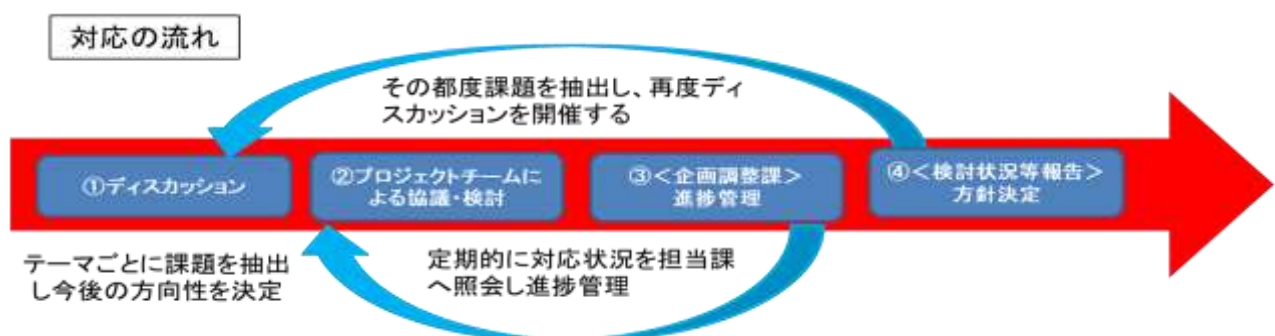 対応の流れ
その都度課題を抽出し、再度ディ
スカッションを開催する
①ディスカッション
②プロジェクトチームに
よる協議・検討
③＜企画調整課＞
進捗管理
④＜検討状況等報告＞
方針決定
テーマごとに課題を抽出
し今後の方向性を決定
定期的に対応状況を担当課
へ照会し進捗管理